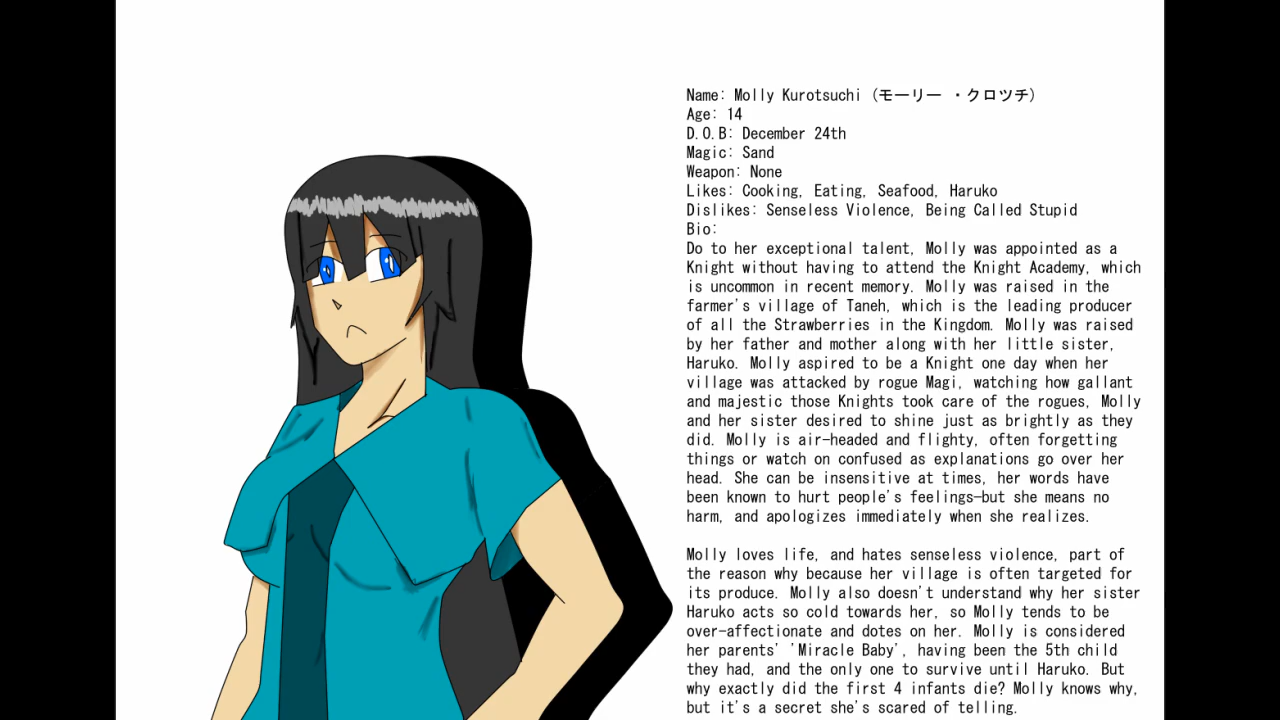 Name: Molly Kurotsuchi (モーリー ・クロツチ)
Age: 14
D.O.B: December 24th
Magic: Sand
Weapon: None
Likes: Cooking, Eating, Seafood, Haruko
Dislikes: Senseless Violence, Being Called Stupid
Bio:
Do to her exceptional talent, Molly was appointed as a
Knight without having to attend the Knight Academy, which
is uncommon in recent memory. Molly was raised in the
farmer's village of Taneh, which is the leading producer
of all the Strawberries in the Kingdom. Molly was raised
by her father and mother along with her little sister,
Haruko. Molly aspired to be a Knight one day when her
village was attacked by rogue Magi, watching how gallant
and majestic those Knights took care of the rogues, Molly
and her sister desired to shine just as brightly as they
did. Molly is air-headed and flighty, often forgetting
things or watch on confused as explanations go over her
head. She can be insensitive at times, her words have
been known to hurt people's feelings—but she means no
harm, and apologizes immediately when she realizes.
Molly loves life, and hates senseless violence, part of
the reason why because her village is often targeted for
its produce. Molly also doesn't understand why her sister
Haruko acts so cold towards her, so Molly tends to be
over-affectionate and dotes on her. Molly is considered
her parents' 'Miracle Baby', having been the 5th child
they had, and the only one to survive until Haruko. But
why exactly did the first 4 infants die? Molly knows why,
but it's a secret she's scared of telling.